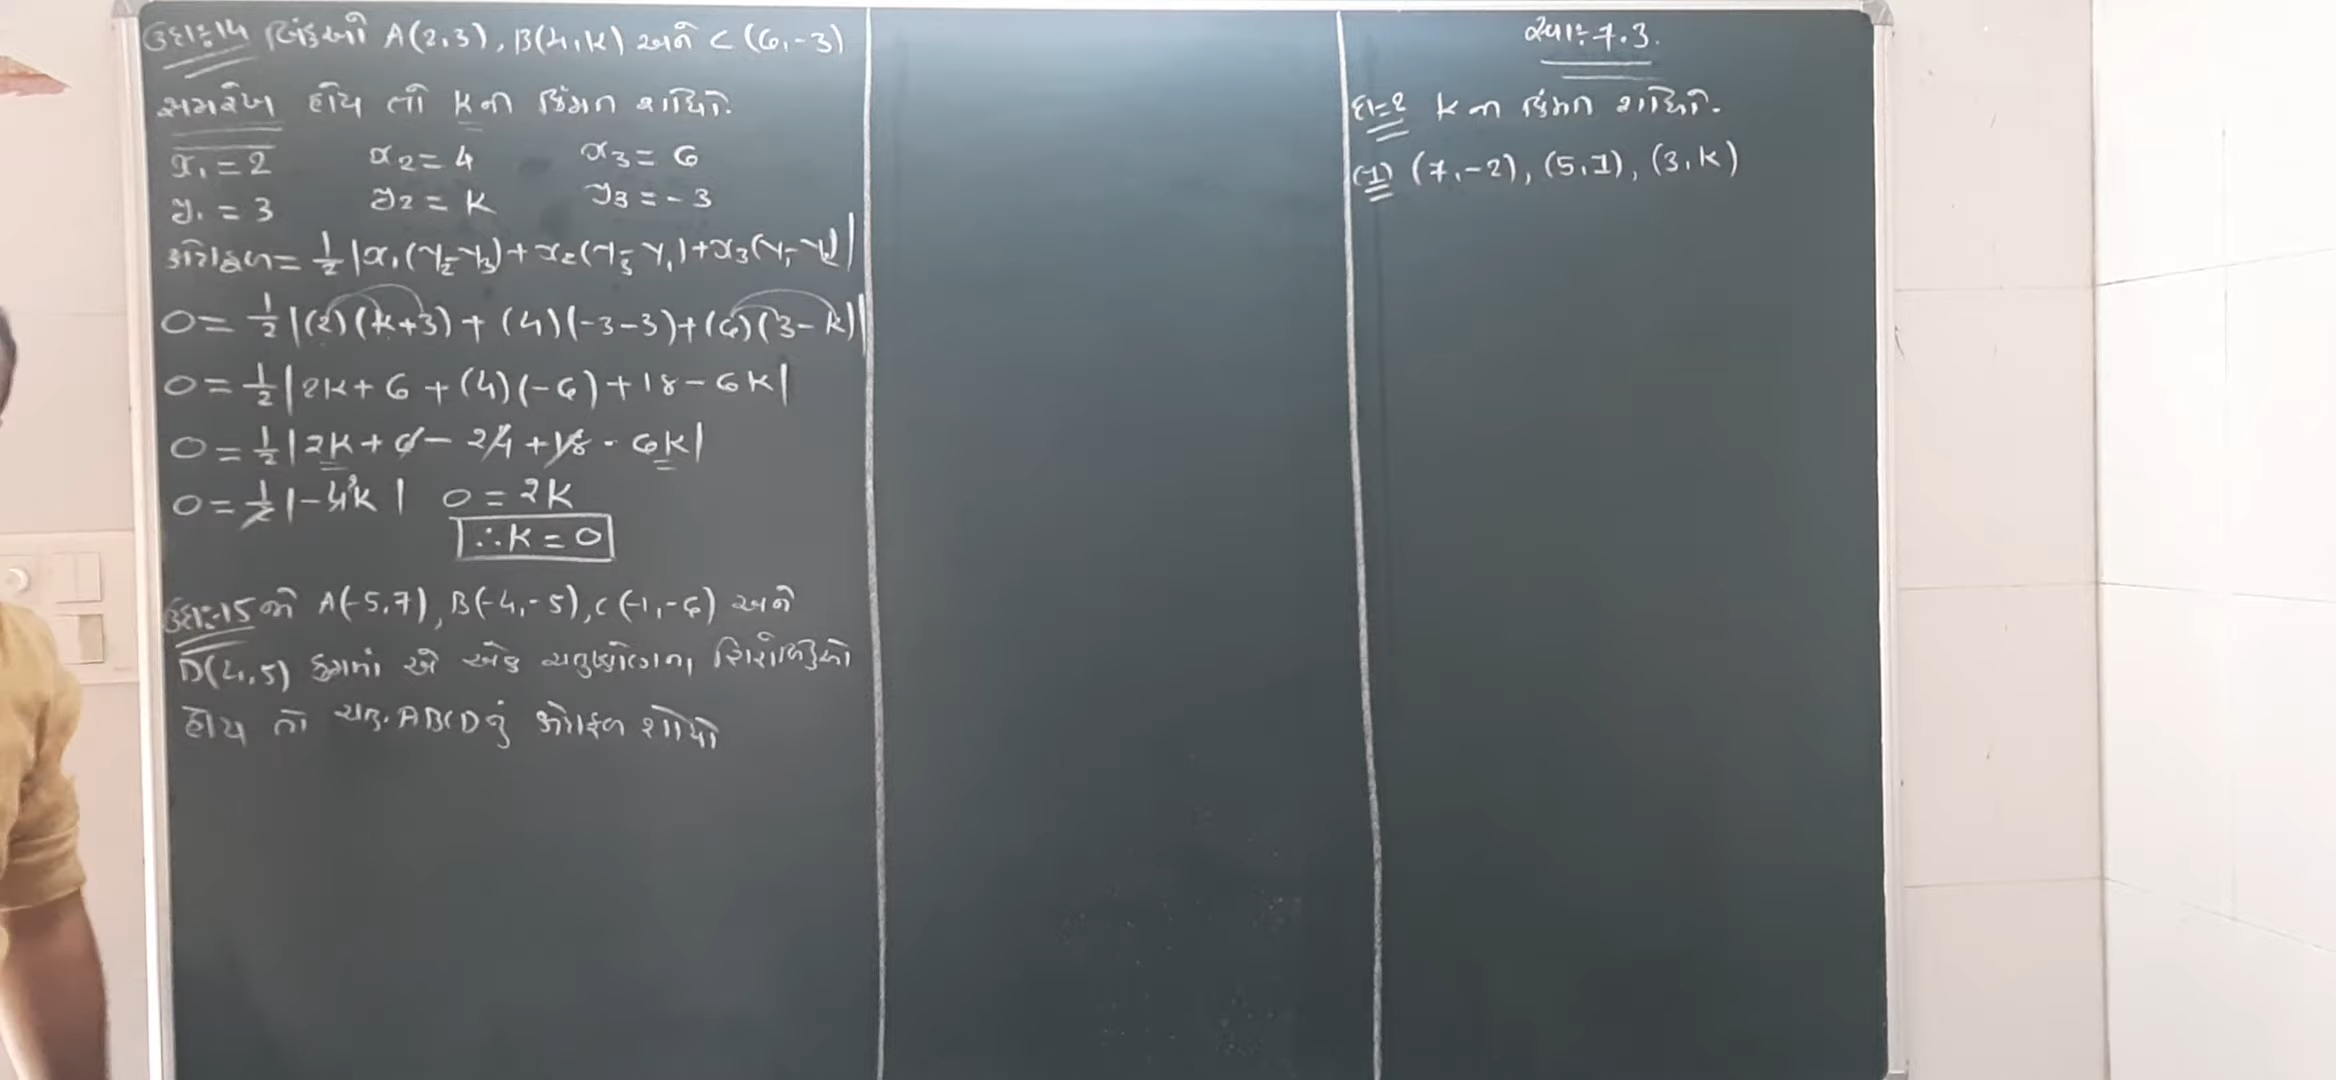 ઉદા:-14 બિંદુઓ A(2,3), B(4,K) અને C (6,-3)
સમરેખ હોય તો K ની કિંમત શોધો.
x₁ = 2 x₂ = 4 x₃ = 6
y₁ = 3 y₂ = K y₃ = -3
ક્ષેત્રફળ = 1/2 |x₁(y₂-y₃)+x₂(y₃-y₁)+x₃(y₁-y₂)|
0 = 1/2 |(2)(K+3) + (4)(-3-3)+(6)(3-K)|
0 = 1/2 |2K+6+(4)(-6)+18-6K|
0 = 1/2 |2K+6-24+18-6K|
0 = 1/2 |-4²K| 0 = 2K
∴K = 0
ઉદા:-15 જો A(-5,7), B(-4,-5), C(-1,-6) અને
D(4,5) ક્રમમાં એ એક ચતુષ્કોણના શિરોબિંદુઓ
હોય તો ચતુ. ABCD નું ક્ષેત્રફળ શોધો
સ્વા:- 7.3.
દા-2 K ની કિંમત શોધો.
(1) (7,-2), (5,1), (3,K)